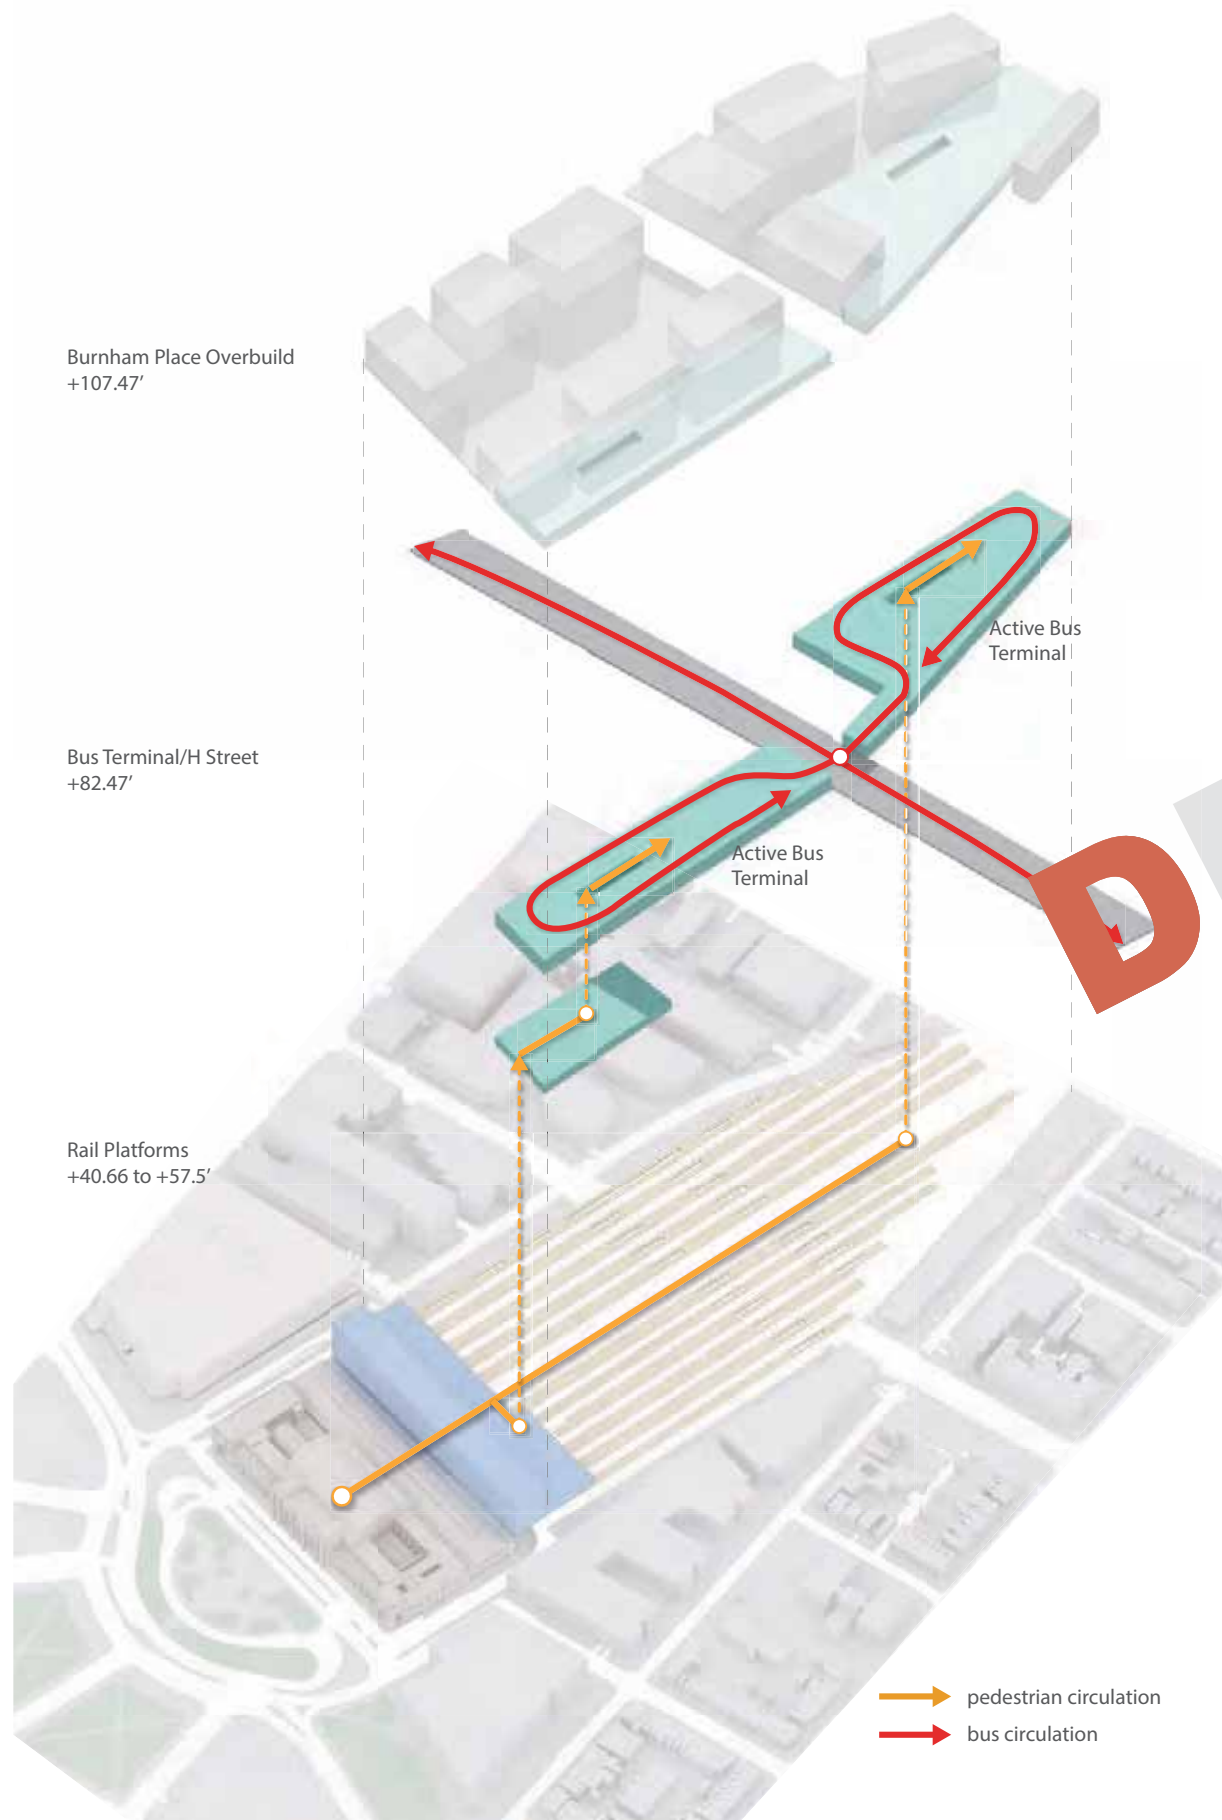 Burnham Place Overbuild
+107.47’
Active Bus
Terminal
Bus Terminal/H Street
+82.47’
D
Active Bus
Terminal
Rail Platforms
+40.66 to +57.5’
pedestrian circulation
bus circulation